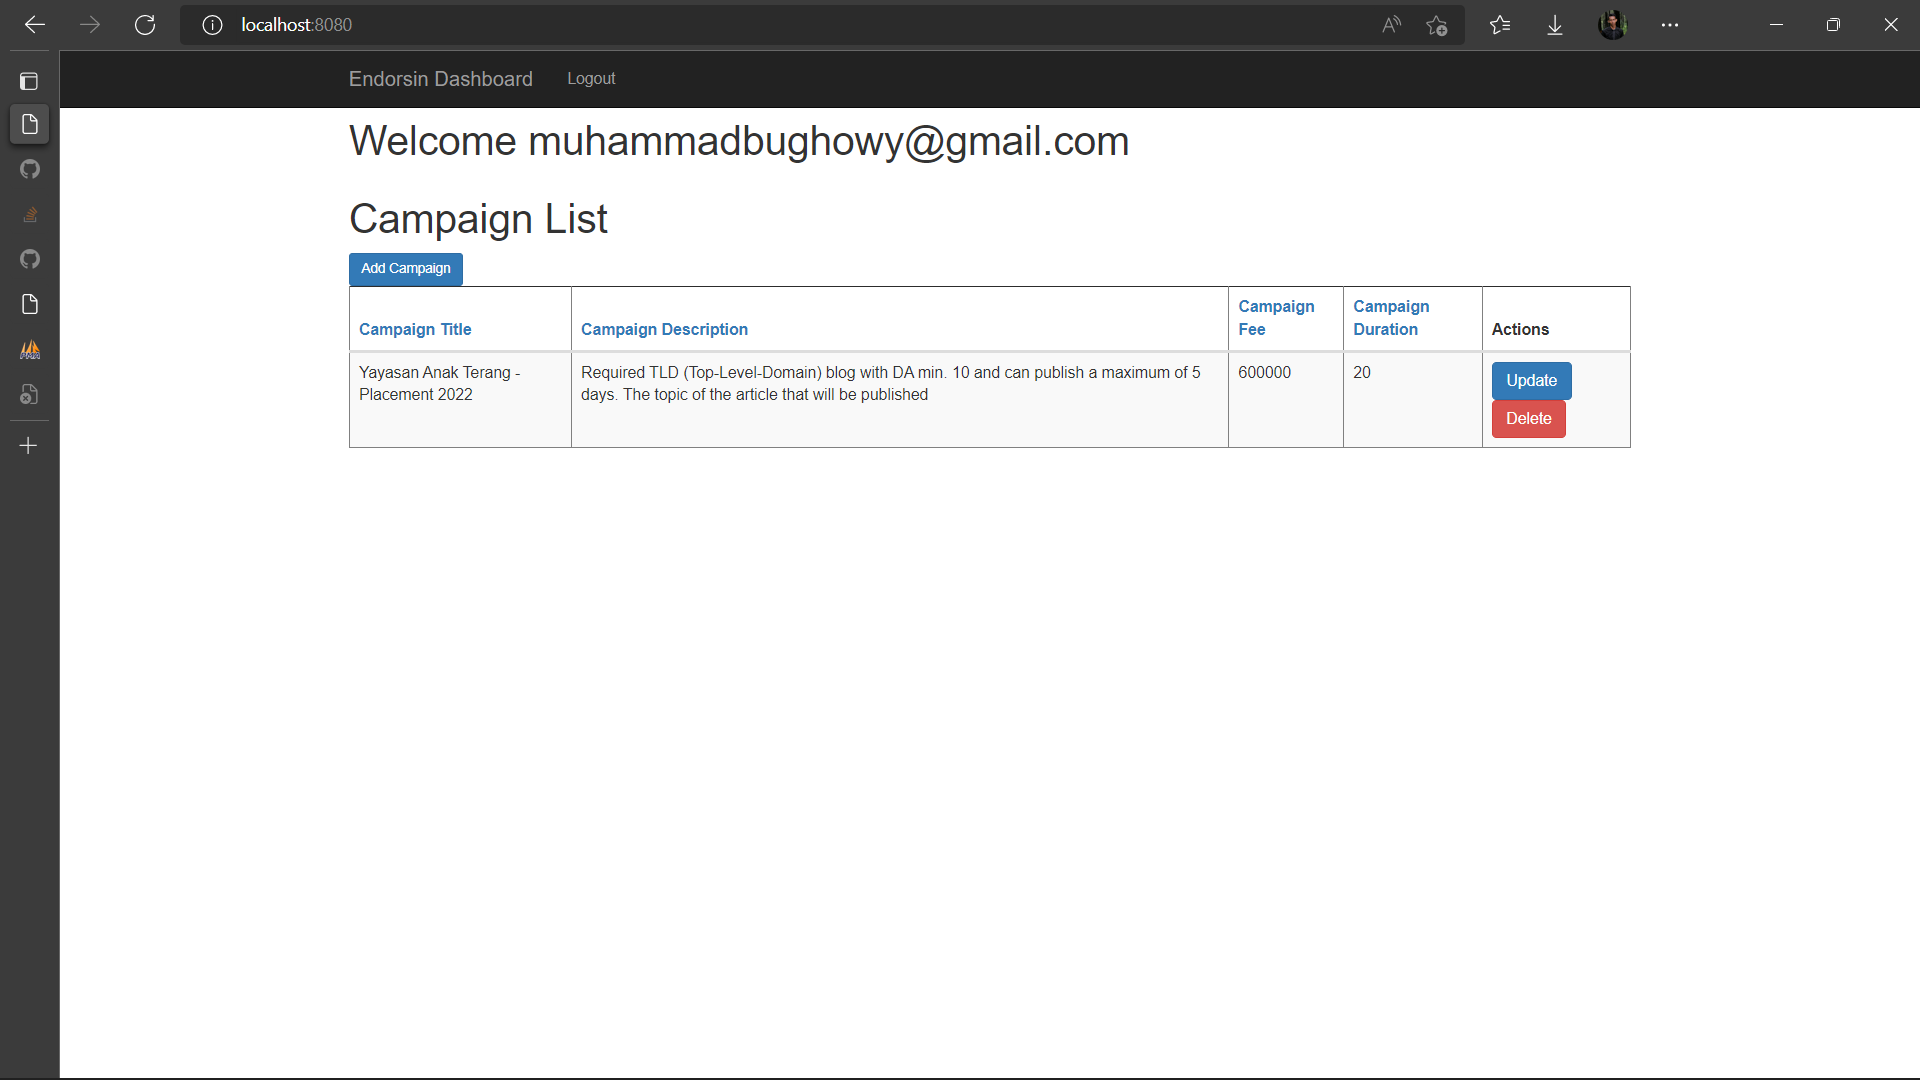 localhost:8080
Endorsin Dashboard Logout
Welcome muhammadbughowy@gmail.com
Campaign List
Add Campaign
Campaign Title
Campaign Description
Campaign
Fee
Campaign
Duration
Actions
Yayasan Anak Terang -
Placement 2022
Required TLD (Top-Level-Domain) blog with DA min. 10 and can publish a maximum of 5
days. The topic of the article that will be published
600000
20
Update
Delete